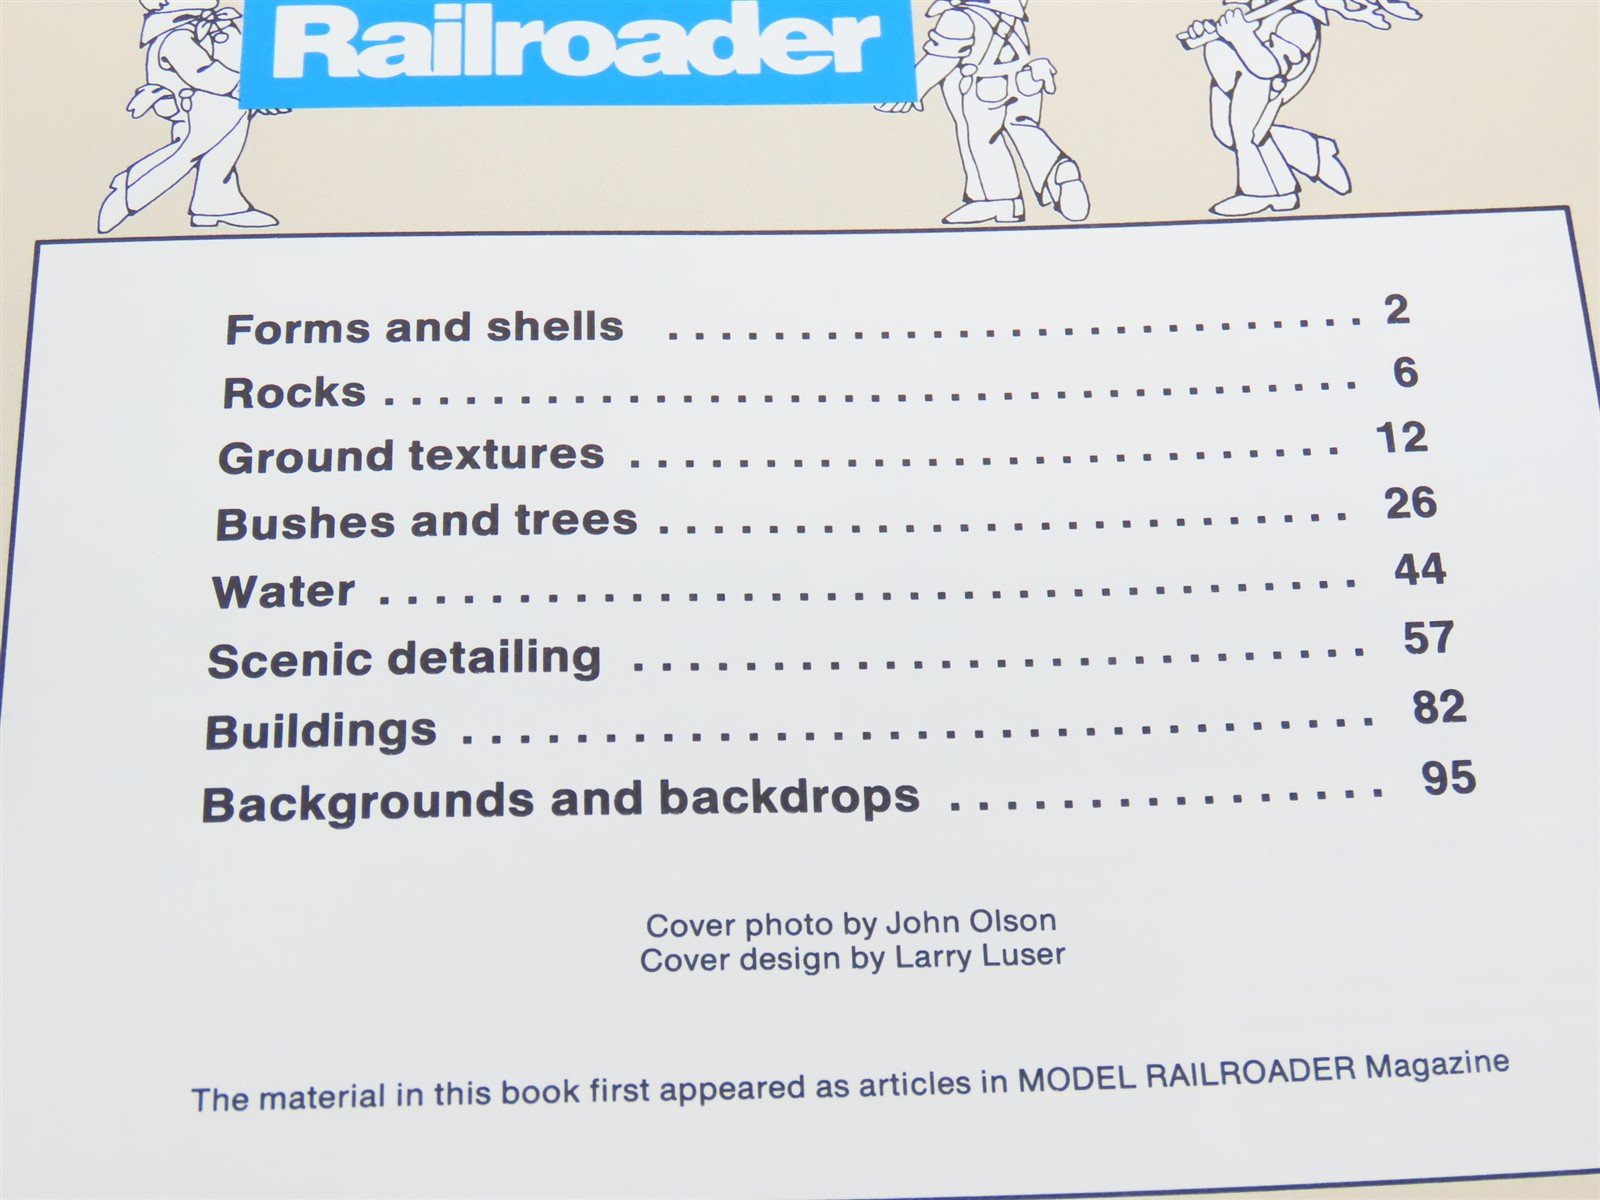 Railroader
Forms and shells ............................ 2
Rocks ..................................... 6
Ground textures ........................... 12
Bushes and trees .......................... 26
Water .................................... 44
Scenic detailing ........................... 57
Buildings ................................. 82
Backgrounds and backdrops ................ 95
Cover photo by John Olson
Cover design by Larry Luser
The material in this book first appeared as articles in MODEL RAILROADER Magazine